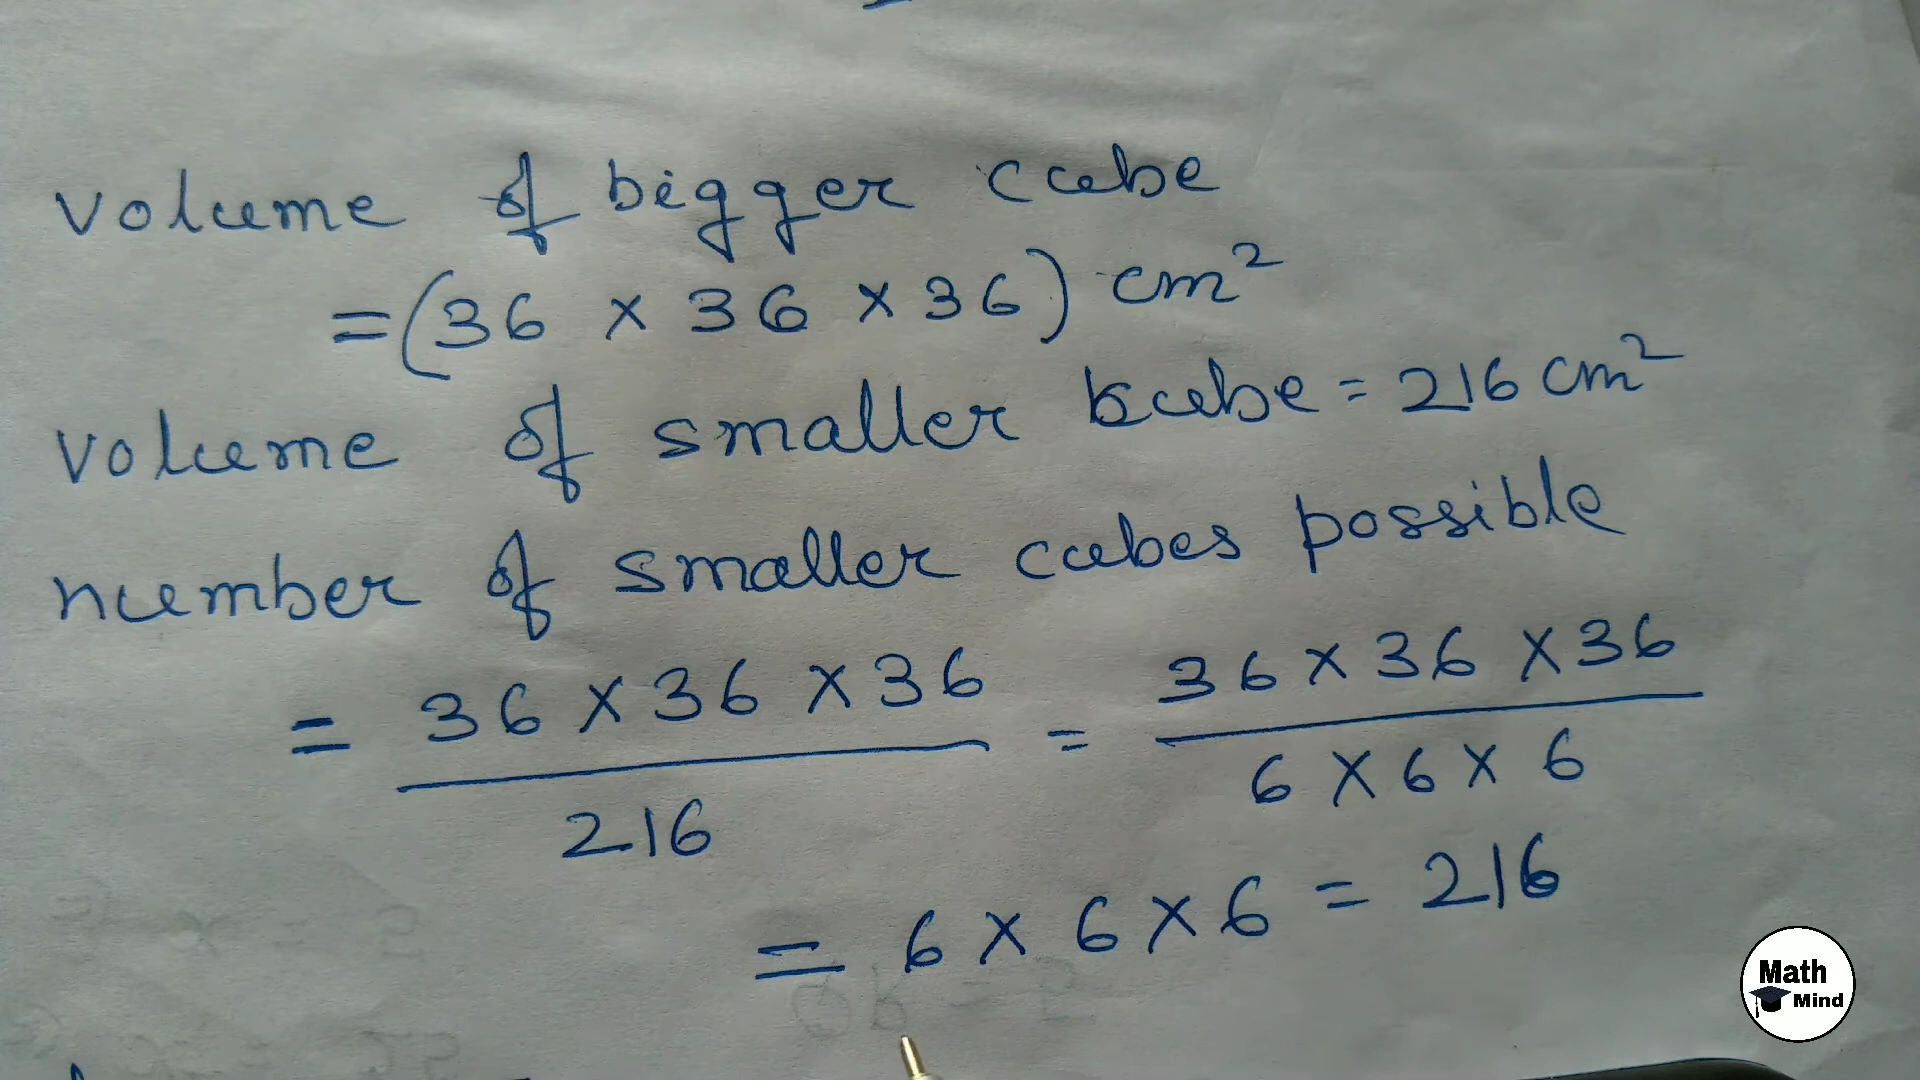 volume of bigger cube
= (36 × 36 × 36) cm²
volume of smaller cube = 216 cm²
number of smaller cubes possible
= 36 × 36 × 36 / 216 = 36 × 36 × 36 / 6 × 6 × 6
= 6 × 6 × 6 = 216
Math
Mind